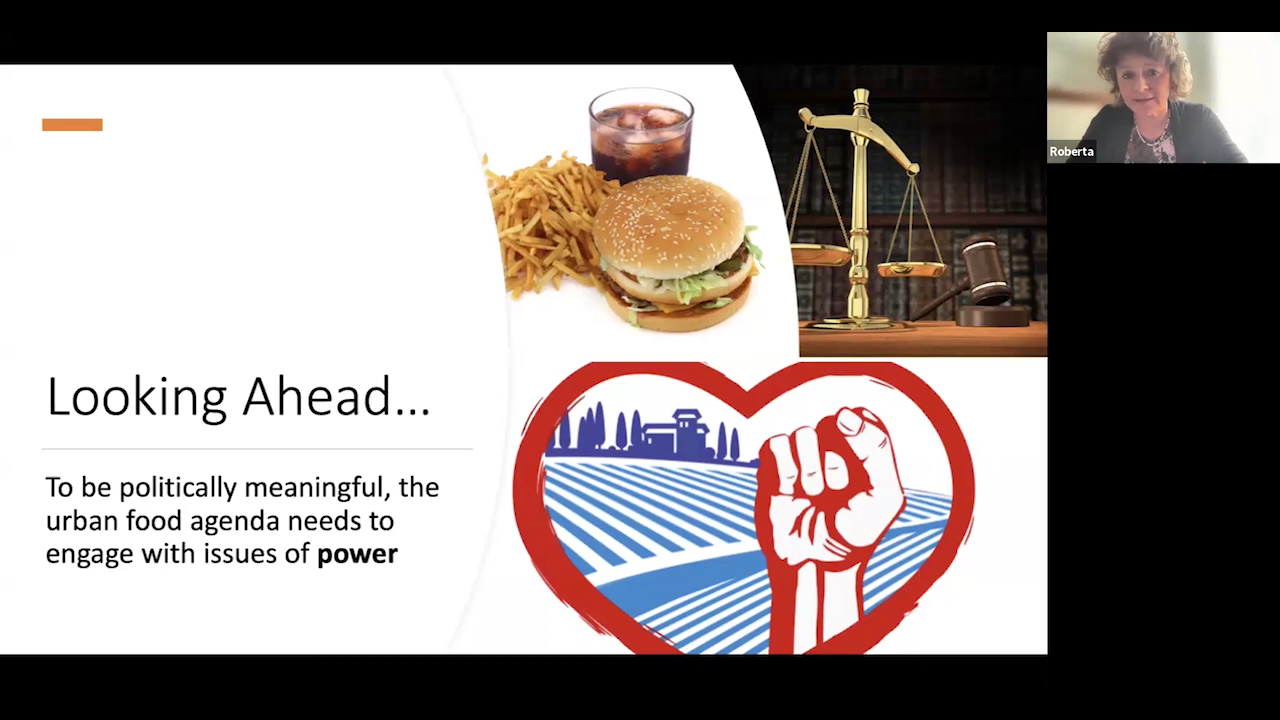 Roberta
Looking Ahead...
To be politically meaningful, the
urban food agenda needs to
engage with issues of power